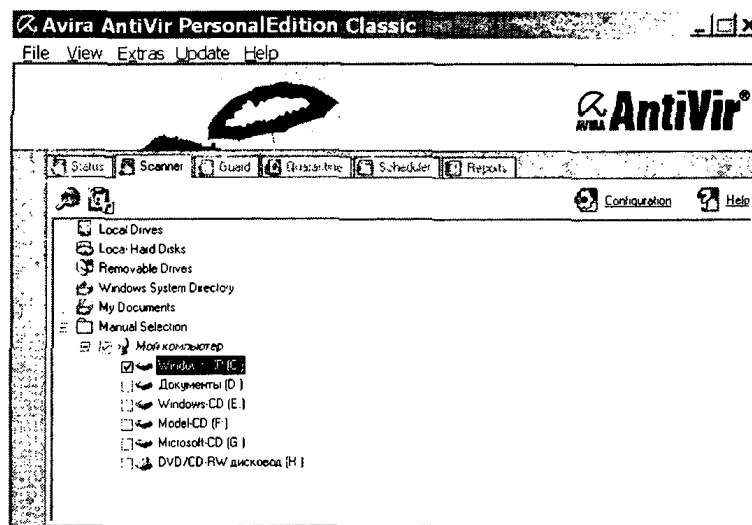 Avira AntiVir PersonalEdition Classic
File View Extras Update Help
AVIRA AntiVir®
Status Scanner Guard Quarantine Scheduler Reports
Configuration Help
Local Drives
Local Hard Disks
Removable Drives
Windows System Directory
My Documents
Manual Selection
Мой компьютер
(C:)
Документы (D:)
Windows-CD (E:)
Model-CD (F:)
Microsoft-CD (G:)
DVD/CD-RW дисковод (H:)